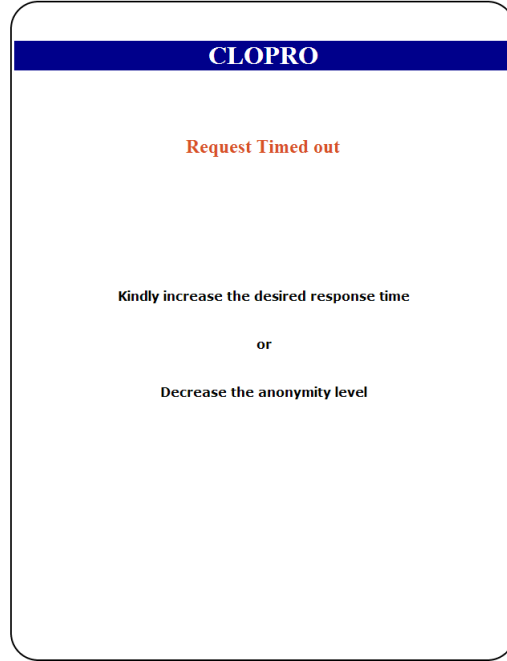 CLOPRO
Request Timed out
Kindly increase the desired response time
or
Decrease the anonymity level